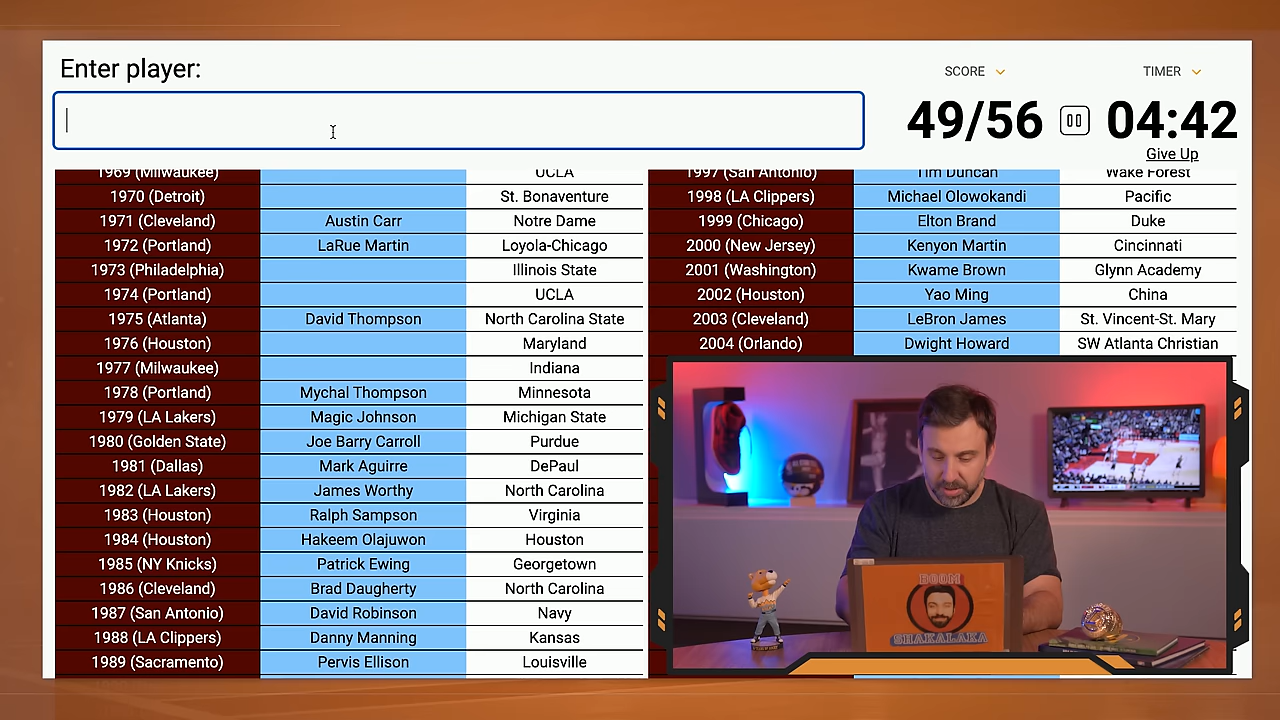 Enter player:
SCORE
TIMER
49/56
04:42
Give Up
1969 (Milwaukee) UCLA 1997 (San Antonio) Tim Duncan Wake Forest
1970 (Detroit) St. Bonaventure 1998 (LA Clippers) Michael Olowokandi Pacific
1971 (Cleveland) Austin Carr Notre Dame 1999 (Chicago) Elton Brand Duke
1972 (Portland) LaRue Martin Loyola-Chicago 2000 (New Jersey) Kenyon Martin Cincinnati
1973 (Philadelphia) Illinois State 2001 (Washington) Kwame Brown Glynn Academy
1974 (Portland) UCLA 2002 (Houston) Yao Ming China
1975 (Atlanta) David Thompson North Carolina State 2003 (Cleveland) LeBron James St. Vincent-St. Mary
1976 (Houston) Maryland 2004 (Orlando) Dwight Howard SW Atlanta Christian
1977 (Milwaukee) Indiana
1978 (Portland) Mychal Thompson Minnesota
1979 (LA Lakers) Magic Johnson Michigan State
1980 (Golden State) Joe Barry Carroll Purdue
1981 (Dallas) Mark Aguirre DePaul
1982 (LA Lakers) James Worthy North Carolina
1983 (Houston) Ralph Sampson Virginia
1984 (Houston) Hakeem Olajuwon Houston
1985 (NY Knicks) Patrick Ewing Georgetown
1986 (Cleveland) Brad Daugherty North Carolina
1987 (San Antonio) David Robinson Navy
1988 (LA Clippers) Danny Manning Kansas
1989 (Sacramento) Pervis Ellison Louisville
BOOM
SHAKALAKA